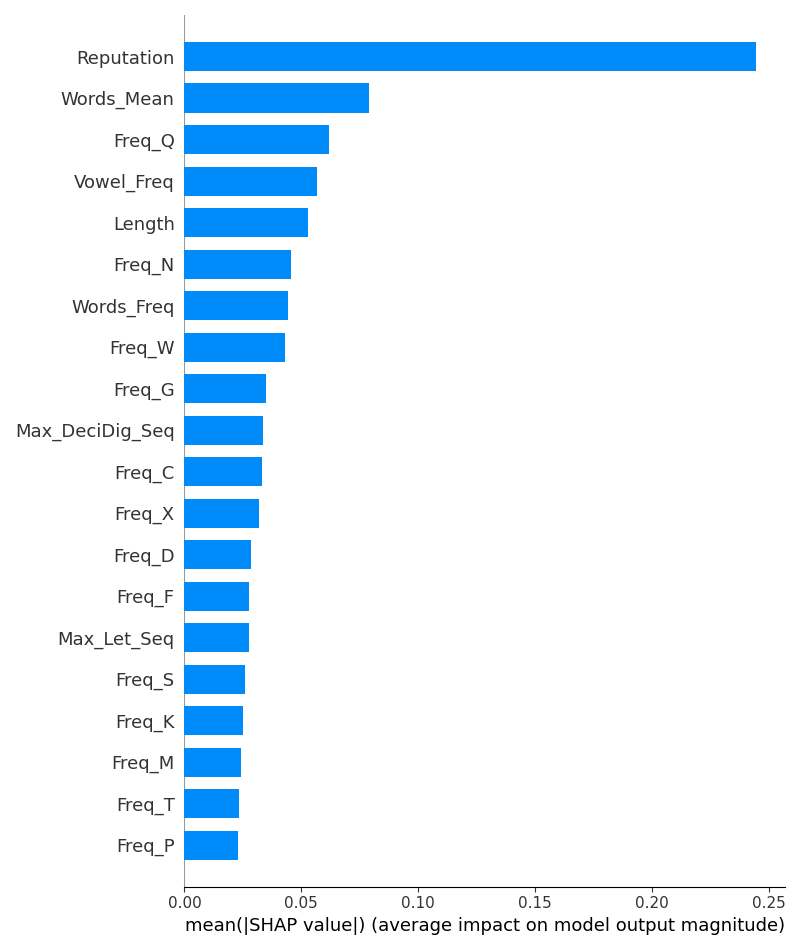 Reputation
Words_Mean
Freq_Q
Vowel_Freq
Length
Freq_N
Words_Freq
Freq_W
Freq_G
Max_DeciDig_Seq
Freq_C
Freq_X
Freq_D
Freq_F
Max_Let_Seq
Freq_S
Freq_K
Freq_M
Freq_T
Freq_P
0.00 0.05 0.10 0.15 0.20 0.25
mean(|SHAP value|) (average impact on model output magnitude)